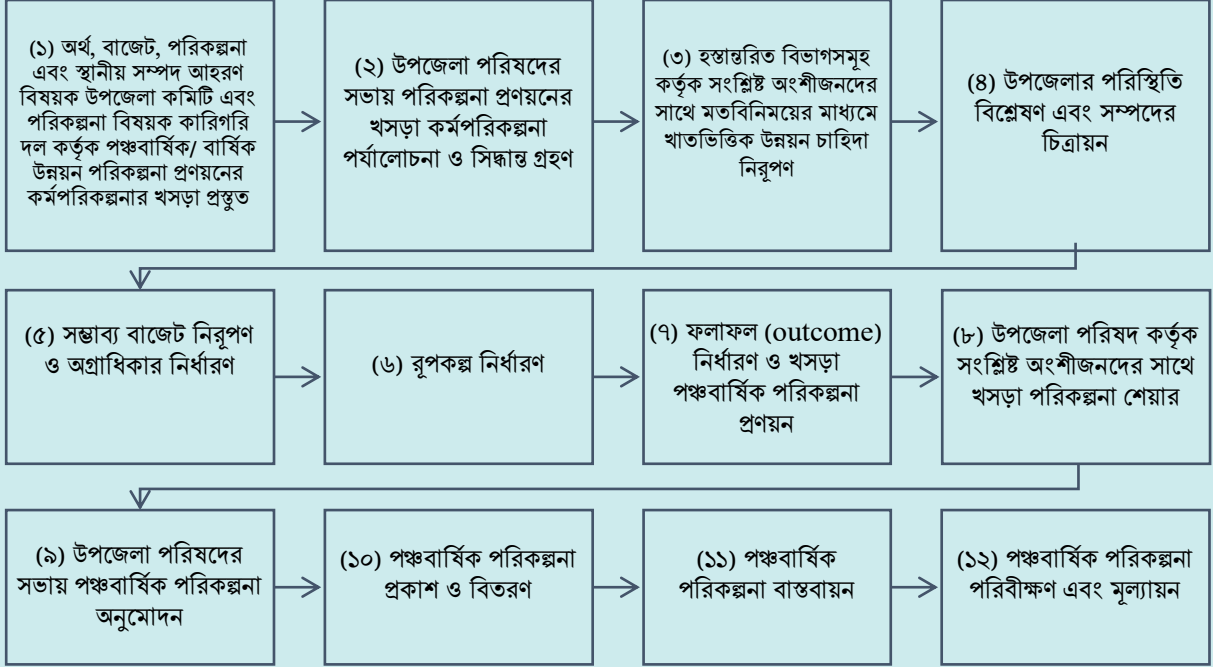 (১) অর্থ, বাজেট, পরিকল্পনা
এবং স্থানীয় সম্পদ আহরণ
বিষয়ক উপজেলা কমিটি এবং
পরিকল্পনা বিষয়ক কারিগরি
দল কর্তৃক পঞ্চবার্ষিক/ বার্ষিক
উন্নয়ন পরিকল্পনা প্রণয়নের
কর্মপরিকল্পনার খসড়া প্রস্তুত
(২) উপজেলা পরিষদের
সভায় পরিকল্পনা প্রণয়নের
খসড়া কর্মপরিকল্পনা
পর্যালোচনা ও সিদ্ধান্ত গ্রহণ
(৩) হস্তান্তরিত বিভাগসমূহ
কর্তৃক সংশ্লিষ্ট অংশীজনদের
সাথে মতবিনিময়ের মাধ্যমে
খাতভিত্তিক উন্নয়ন চাহিদা
নিরূপণ
(৪) উপজেলার পরিস্থিতি
বিশ্লেষণ এবং সম্পদের
চিত্রায়ন
(৫) সম্ভাব্য বাজেট নিরূপণ
ও অগ্রাধিকার নির্ধারণ
(৬) রূপকল্প নির্ধারণ
(৭) ফলাফল (outcome)
নির্ধারণ ও খসড়া
পঞ্চবার্ষিক পরিকল্পনা
প্রণয়ন
(৮) উপজেলা পরিষদ কর্তৃক
সংশ্লিষ্ট অংশীজনদের সাথে
খসড়া পরিকল্পনা শেয়ার
(৯) উপজেলা পরিষদের
সভায় পঞ্চবার্ষিক পরিকল্পনা
অনুমোদন
(১০) পঞ্চবার্ষিক পরিকল্পনা
প্রকাশ ও বিতরণ
(১১) পঞ্চবার্ষিক
পরিকল্পনা বাস্তবায়ন
(১২) পঞ্চবার্ষিক পরিকল্পনা
পরিবীক্ষণ এবং মূল্যায়ন